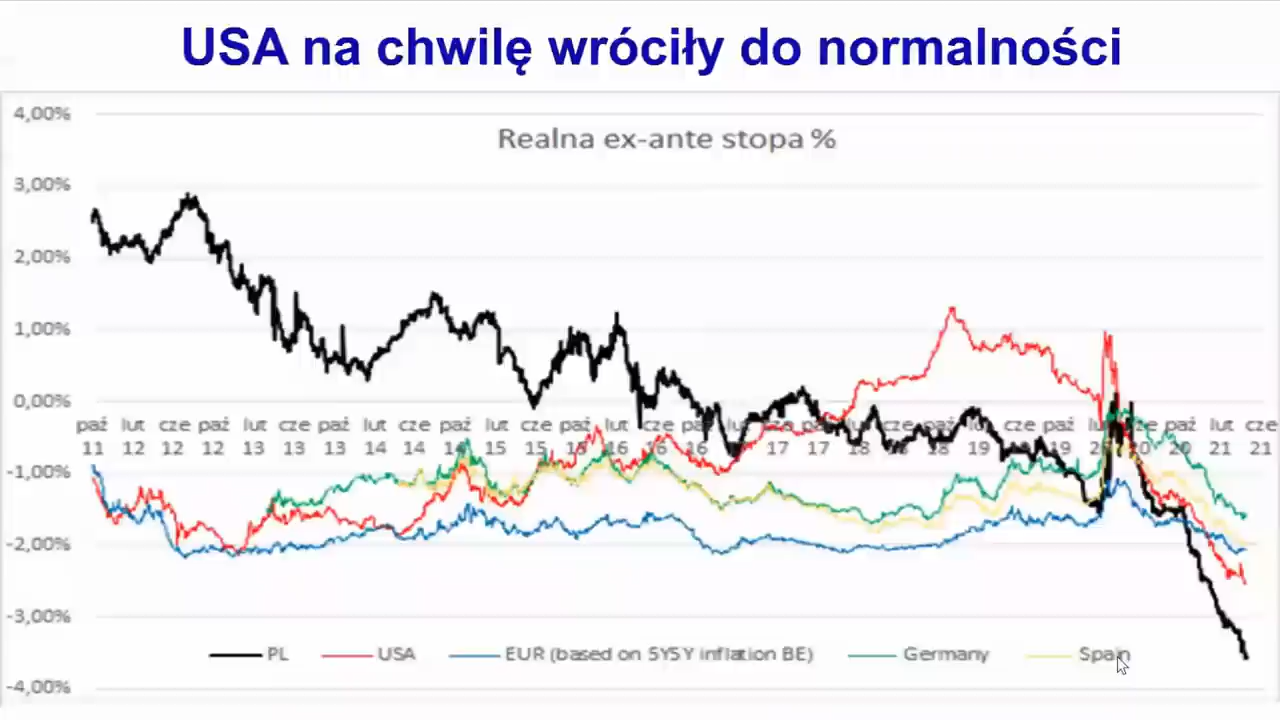 USA na chwilę wróciły do normalności
4,00%
Realna ex-ante stopa %
3,00%
2,00%
1,00%
0,00%
paź lut cze paź lut cze paź lut cze paź lut cze paź lut cze paź lut cze paź lut cze paź lut cze paź lut cze paź lut cze
11 12 12 12 13 13 13 14 14 14 15 15 15 16 16 16 17 17 17 18 18 18 19 19 19 20 20 20 21 21
-1,00%
-2,00%
-3,00%
PL USA EUR (based on 5Y5Y inflation BE) Germany Spain
-4,00%